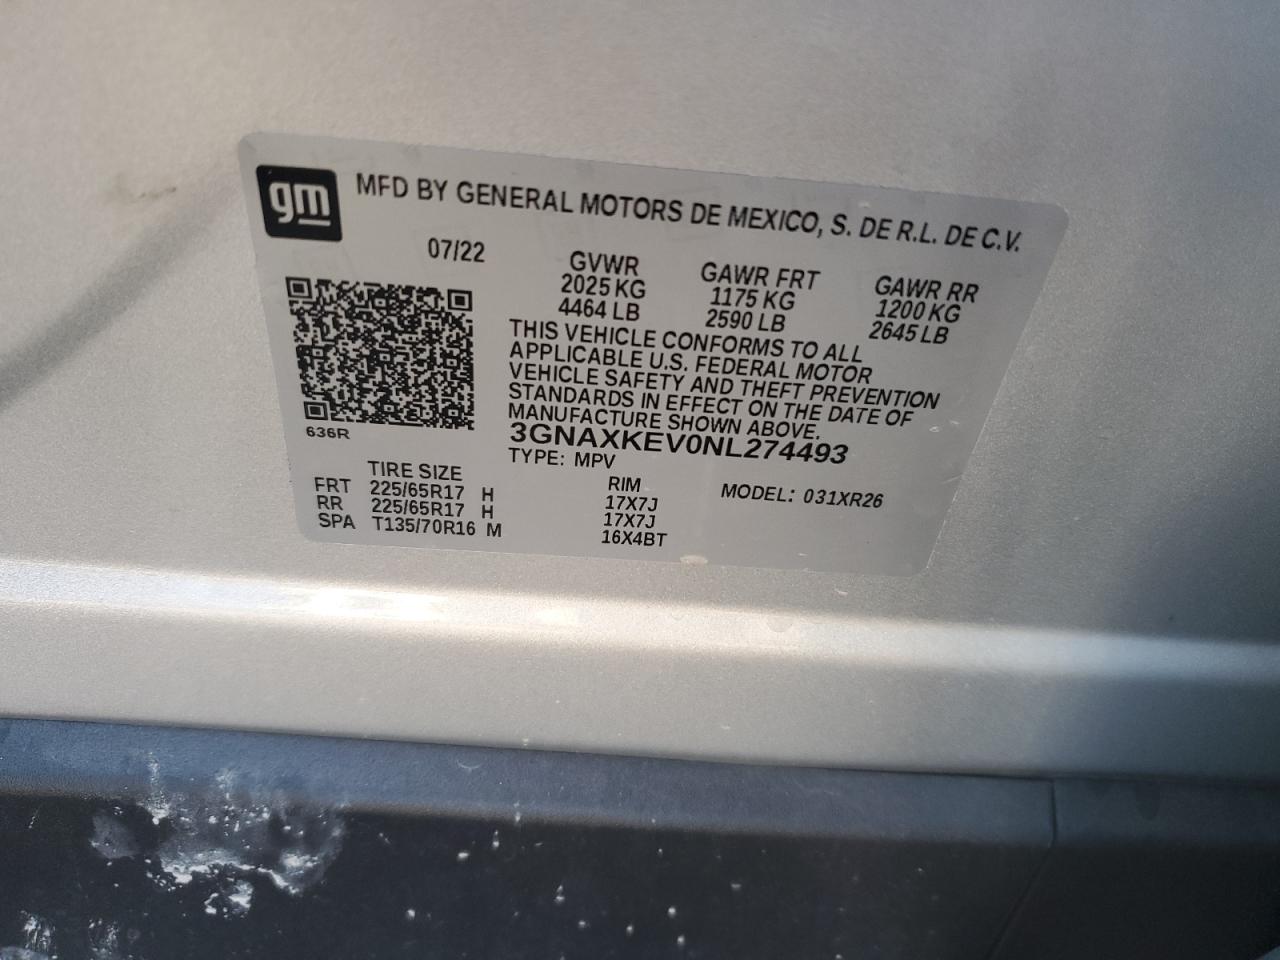 gm
MFD BY GENERAL MOTORS DE MEXICO, S. DE R.L. DE C.V.
07/22
GVWR GAWR FRT GAWR RR
2025 KG 1175 KG 1200 KG
4464 LB 2590 LB 2645 LB
THIS VEHICLE CONFORMS TO ALL
APPLICABLE U.S. FEDERAL MOTOR
VEHICLE SAFETY AND THEFT PREVENTION
STANDARDS IN EFFECT ON THE DATE OF
MANUFACTURE SHOWN ABOVE.
636R
3GNAXKEV0NL274493
TYPE: MPV
MODEL: 031XR26
TIRE SIZE RIM
FRT 225/65R17 H 17X7J
RR 225/65R17 H 17X7J
SPA T135/70R16 M 16X4BT